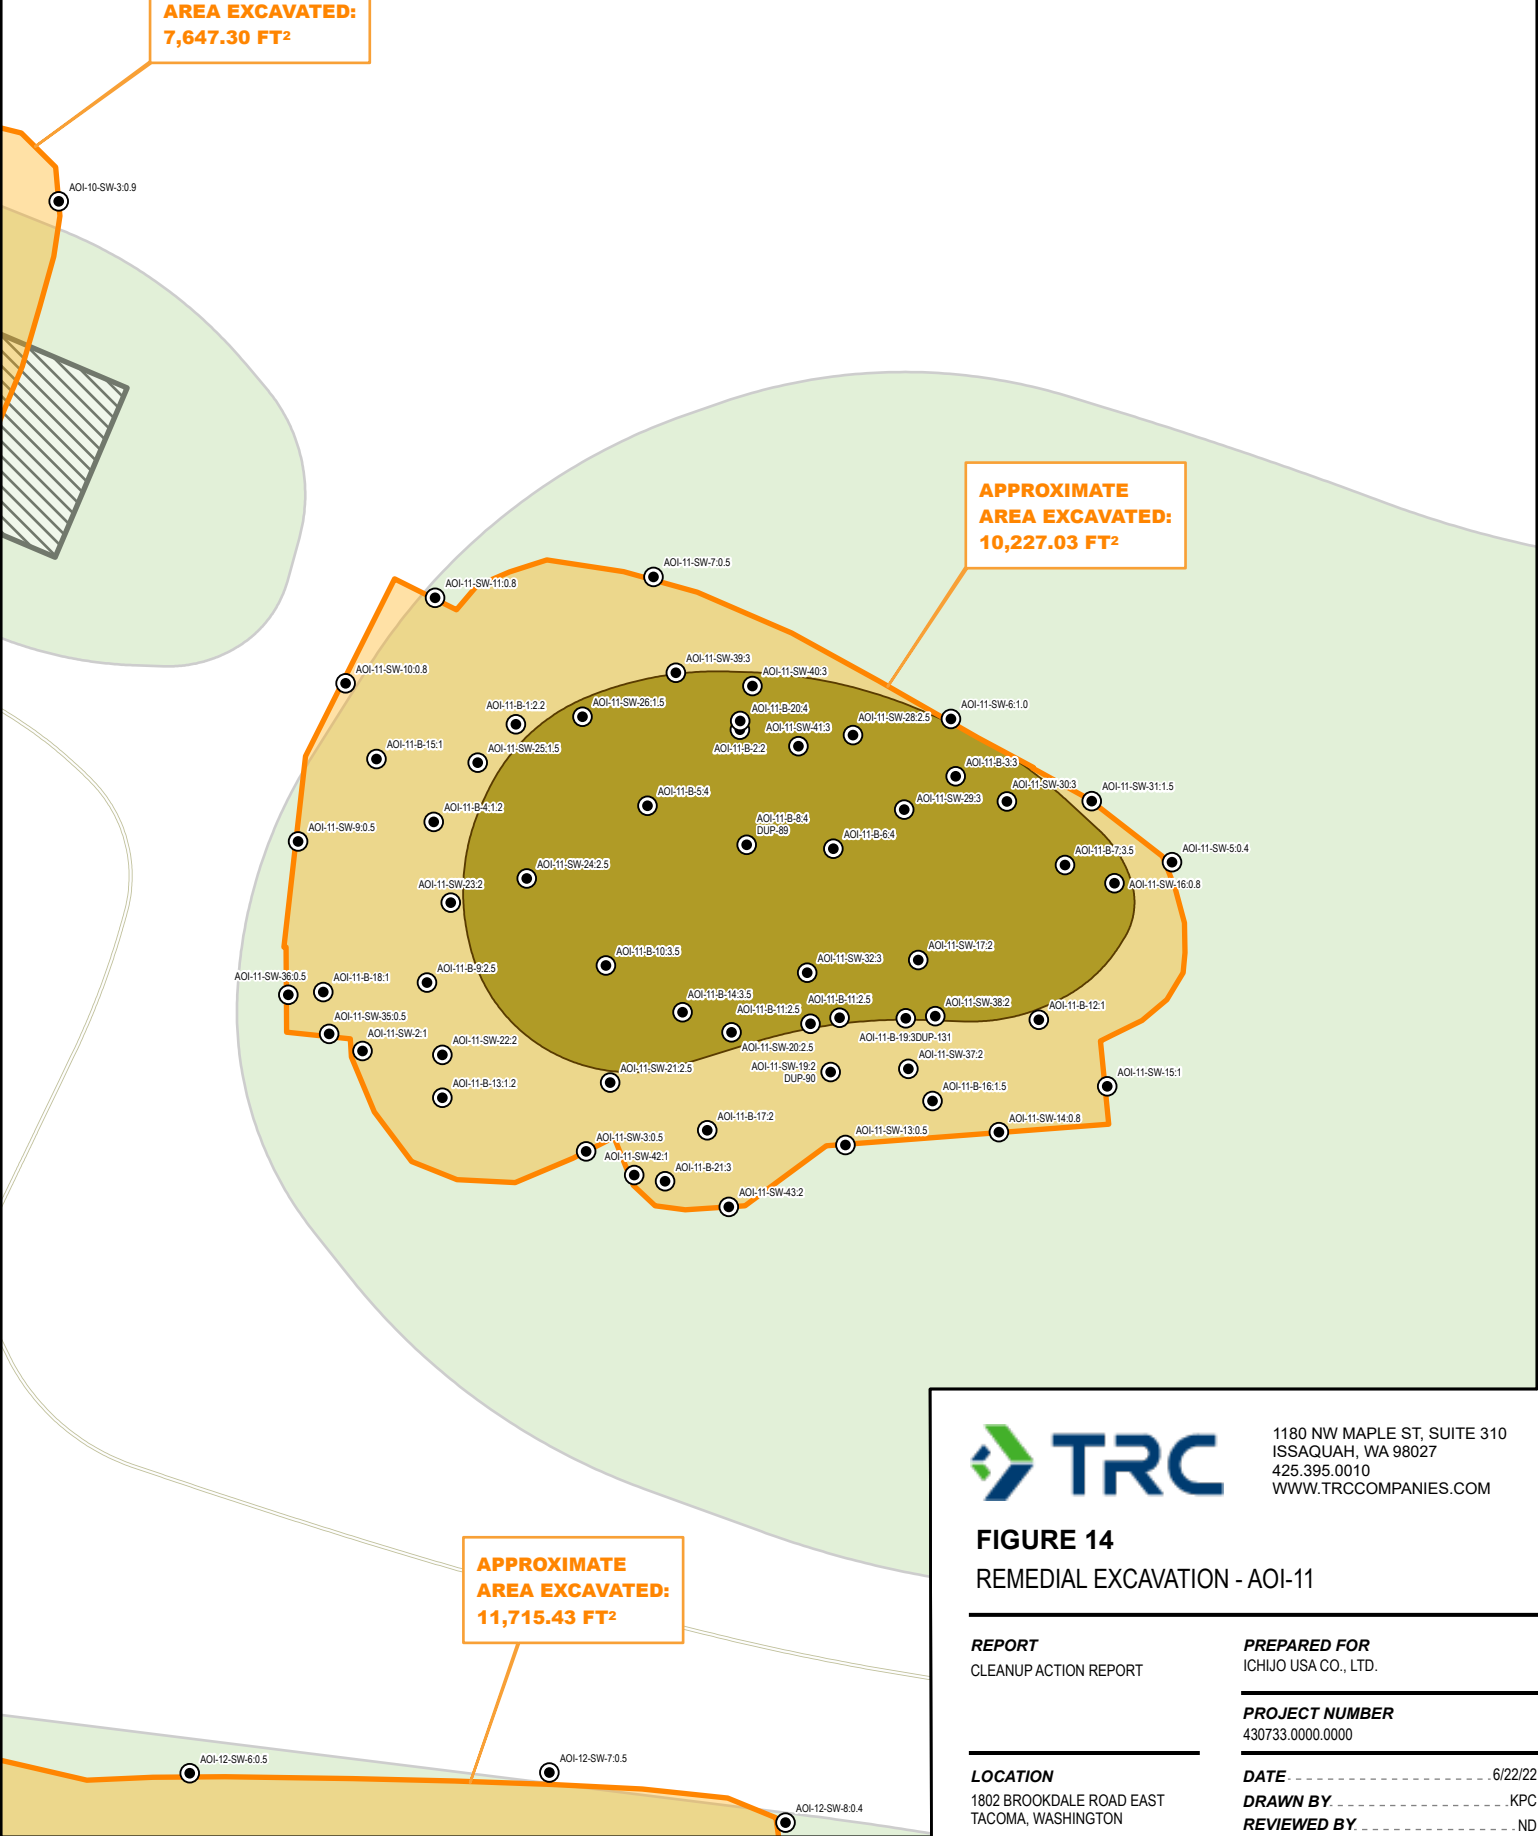 AREA EXCAVATED:
7,647.30 FT²
AOI-10-SW-3:0.9
APPROXIMATE
AREA EXCAVATED:
10,227.03 FT²
AOI-11-SW-7:0.5
AOI-11-SW-11:0.8
AOI-11-SW-39:3
AOI-11-SW-10:0.8
AOI-11-SW-40:3
AOI-11-B-1:2.2
AOI-11-SW-26:1.5
AOI-11-B-20:4
AOI-11-SW-6:1.0
AOI-11-SW-28:2.5
AOI-11-SW-41:3
AOI-11-B-15:1
AOI-11-SW-25:1.5
AOI-11-B-2:2
AOI-11-B-3:3
AOI-11-SW-30:3
AOI-11-SW-31:1.5
AOI-11-B-5:4
AOI-11-B-4:1.2
AOI-11-SW-29:3
AOI-11-B-8:4
DUP-89
AOI-11-SW-9:0.5
AOI-11-B-6:4
AOI-11-B-7:3.5
AOI-11-SW-5:0.4
AOI-11-SW-24:2.5
AOI-11-SW-23:2
AOI-11-SW-16:0.8
AOI-11-B-10:3.5
AOI-11-SW-17:2
AOI-11-SW-32:3
AOI-11-SW-36:0.5
AOI-11-B-18:1
AOI-11-B-9:2.5
AOI-11-B-14:3.5
AOI-11-B-11:2.5
AOI-11-B-11:2.5
AOI-11-SW-38:2
AOI-11-B-12:1
AOI-11-SW-35:0.5
AOI-11-SW-2:1
AOI-11-SW-22:2
AOI-11-SW-20:2.5
AOI-11-B-19:3DUP-131
AOI-11-SW-19:2
DUP-90
AOI-11-SW-37:2
AOI-11-SW-21:2.5
AOI-11-SW-15:1
AOI-11-B-13:1.2
AOI-11-B-16:1.5
AOI-11-B-17:2
AOI-11-SW-14:0.8
AOI-11-SW-13:0.5
AOI-11-SW-3:0.5
AOI-11-SW-42:1
AOI-11-B-21:3
AOI-11-SW-43:2
TRC
1180 NW MAPLE ST, SUITE 310
ISSAQUAH, WA 98027
425.395.0010
WWW.TRCCOMPANIES.COM
FIGURE 14
REMEDIAL EXCAVATION - AOI-11
APPROXIMATE
AREA EXCAVATED:
11,715.43 FT²
AOI-12-SW-6:0.5
AOI-12-SW-7:0.5
AOI-12-SW-8:0.4
REPORT
CLEANUP ACTION REPORT
PREPARED FOR
ICHIJO USA CO., LTD.
PROJECT NUMBER
430733.0000.0000
LOCATION
1802 BROOKDALE ROAD EAST
TACOMA, WASHINGTON
DATE 6/22/22
DRAWN BY KPC
REVIEWED BY ND